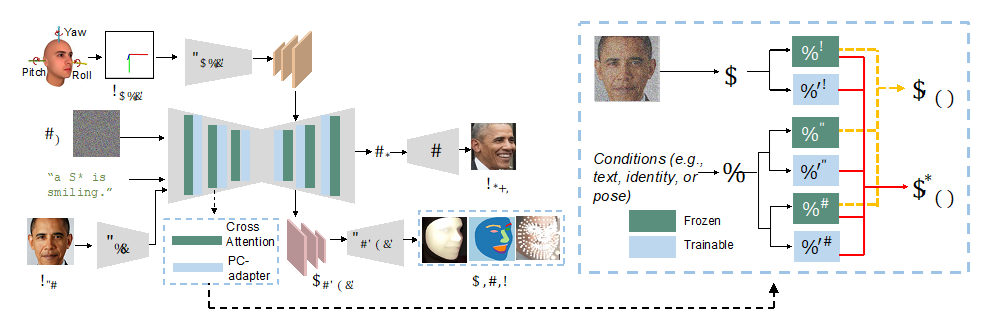 Yaw
Pitch
Roll
!$%&'
"$%&'
#)
"a S* is
smiling."
!"#
"%&
Cross
Attention
PC-
adapter
#*
#
!*+,
$#'(&'
"#'(&'
$,#,!
$
%!
%'!
$,()
Conditions (e.g.,
text, identity, or
pose)
%
%"
%'"
%#
%'#
$*,()
Frozen
Trainable